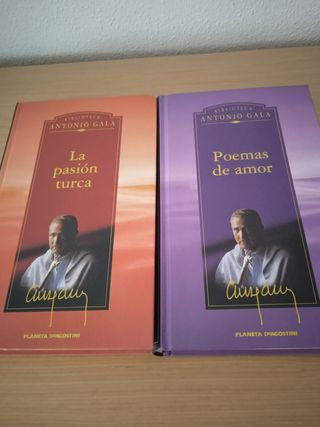 BIBLIOTECA
ANTONIO GALA
La
pasión
turca
PLANETA DEAGOSTINI
BIBLIOTECA
ANTONIO GALA
Poemas
de amor
PLANETA DEAGOSTINI